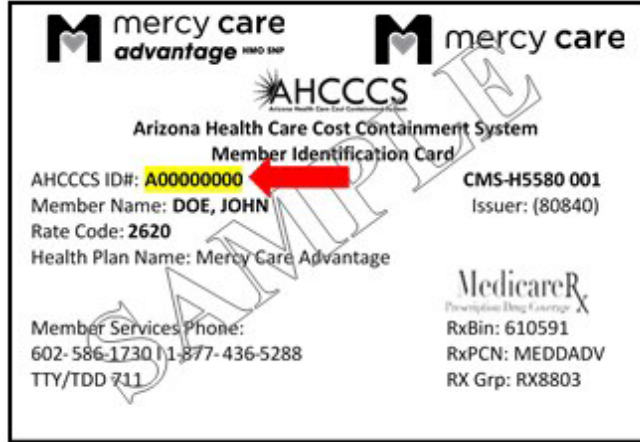 mercy care
advantage HMO SNP
mercy care
AHCCCS
Arizona Health Care Cost Containment System
Arizona Health Care Cost Containment System
Member Identification Card
AHCCCS ID#: A00000000
CMS-H5580 001
Member Name: DOE, JOHN
Issuer: (80840)
Rate Code: 2620
Health Plan Name: Mercy Care Advantage
MedicareRx
Prescription Drug Coverage
Member Services Phone:
RxBin: 610591
602- 586-1730 l 1-877- 436-5288
RxPCN: MEDDADV
TTY/TDD 711
RX Grp: RX8803
SAMPLE